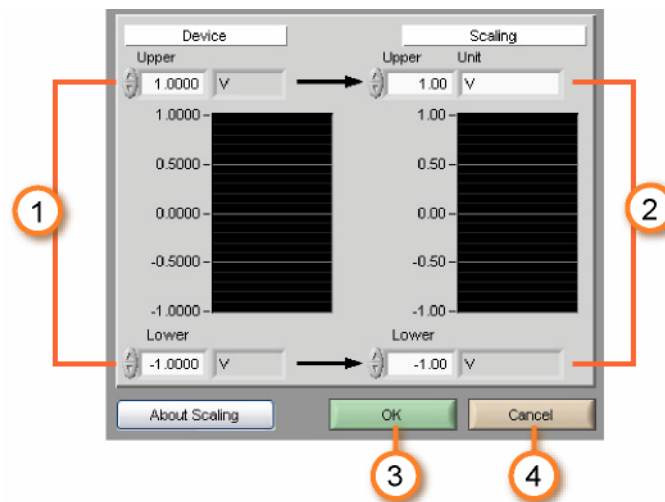 Device Scaling
Upper Upper Unit
1.0000 V 1.00 V
1.0000 1.00
0.5000 0.50
0.0000 0.00
-0.5000 -0.50
-1.0000 -1.00
1 2
Lower Lower
-1.0000 V -1.00 V
About Scaling OK Cancel
3 4